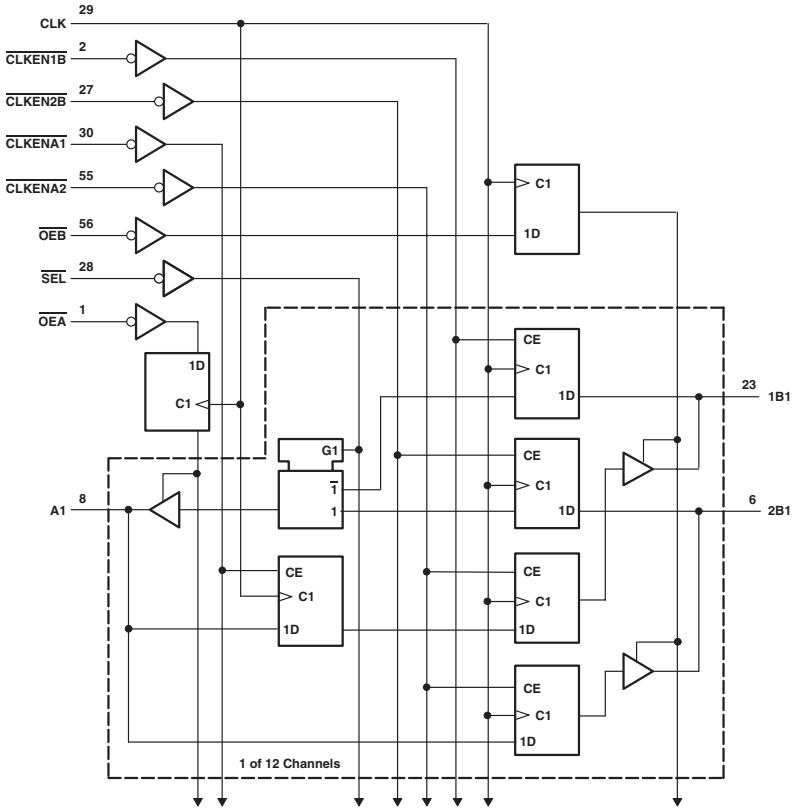 CLK 29
CLKEN1B 2
CLKEN2B 27
CLKENA1 30
CLKENA2 55
OEB 56
SEL 28
OEA 1
C1
1D
1D
C1
CE
C1
1D
23 1B1
G1
1
1
CE
C1
1D
6 2B1
A1 8
CE
C1
1D
CE
C1
1D
CE
C1
1D
1 of 12 Channels